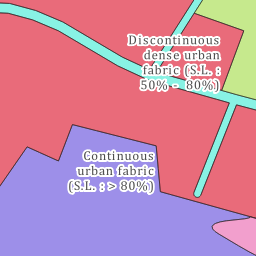 Discontinuous
dense urban
fabric (S.L. :
50% -  80%)
Continuous
urban fabric
(S.L. : > 80%)